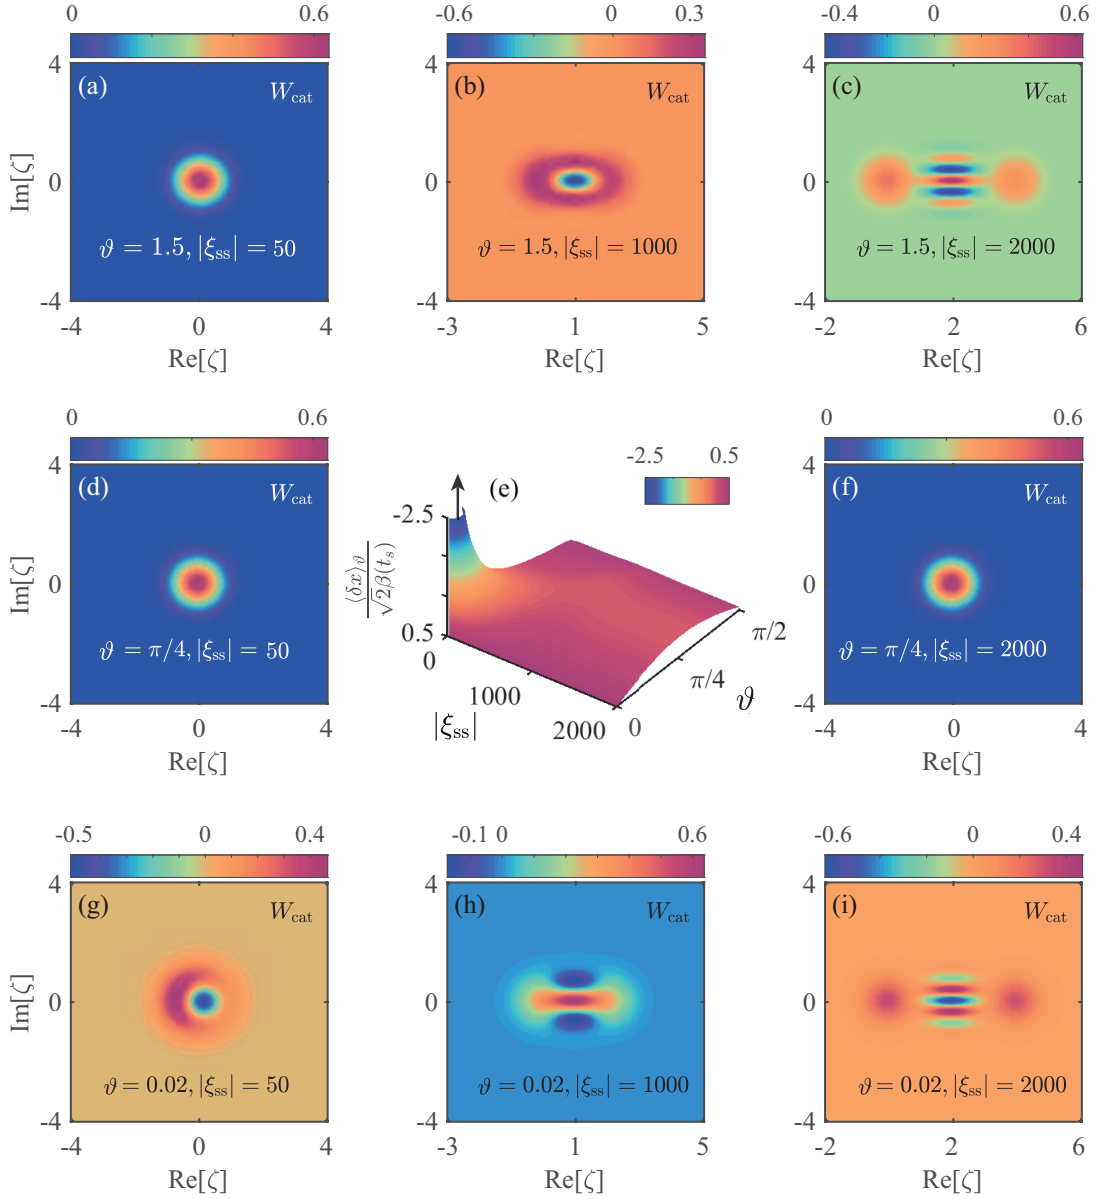 0 0.6
-0.6 0 0.3
-0.4 0 0.6
(a) W_cat
(b) W_cat
(c) W_cat
4
0
-4
Im[ζ]
ϑ = 1.5, |ξ_ss| = 50
-4 0 4
Re[ζ]
4
0
-4
ϑ = 1.5, |ξ_ss| = 1000
-3 1 5
Re[ζ]
4
0
-4
ϑ = 1.5, |ξ_ss| = 2000
-2 2 6
Re[ζ]
0 0.6
(d) W_cat
4
0
-4
Im[ζ]
ϑ = π/4, |ξ_ss| = 50
-4 0 4
Re[ζ]
(e)
-2.5 0.5
-2.5
0.5
⟨δx⟩_ϑ / √2β(t_s)
0
1000
2000
|ξ_ss|
0
π/4
π/2
ϑ
0 0.6
(f) W_cat
4
0
-4
ϑ = π/4, |ξ_ss| = 2000
-4 0 4
Re[ζ]
-0.5 0 0.4
-0.1 0 0.6
-0.6 0 0.4
(g) W_cat
(h) W_cat
(i) W_cat
4
0
-4
Im[ζ]
ϑ = 0.02, |ξ_ss| = 50
-4 0 4
Re[ζ]
4
0
-4
ϑ = 0.02, |ξ_ss| = 1000
-3 1 5
Re[ζ]
4
0
-4
ϑ = 0.02, |ξ_ss| = 2000
-2 2 6
Re[ζ]